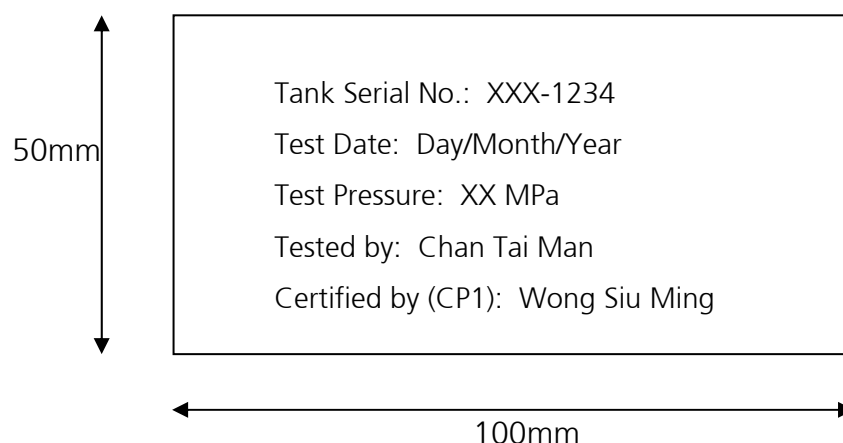 Tank Serial No.: XXX-1234
50mm
Test Date: Day/Month/Year
Test Pressure: XX MPa
Tested by: Chan Tai Man
Certified by (CP1): Wong Siu Ming
100mm